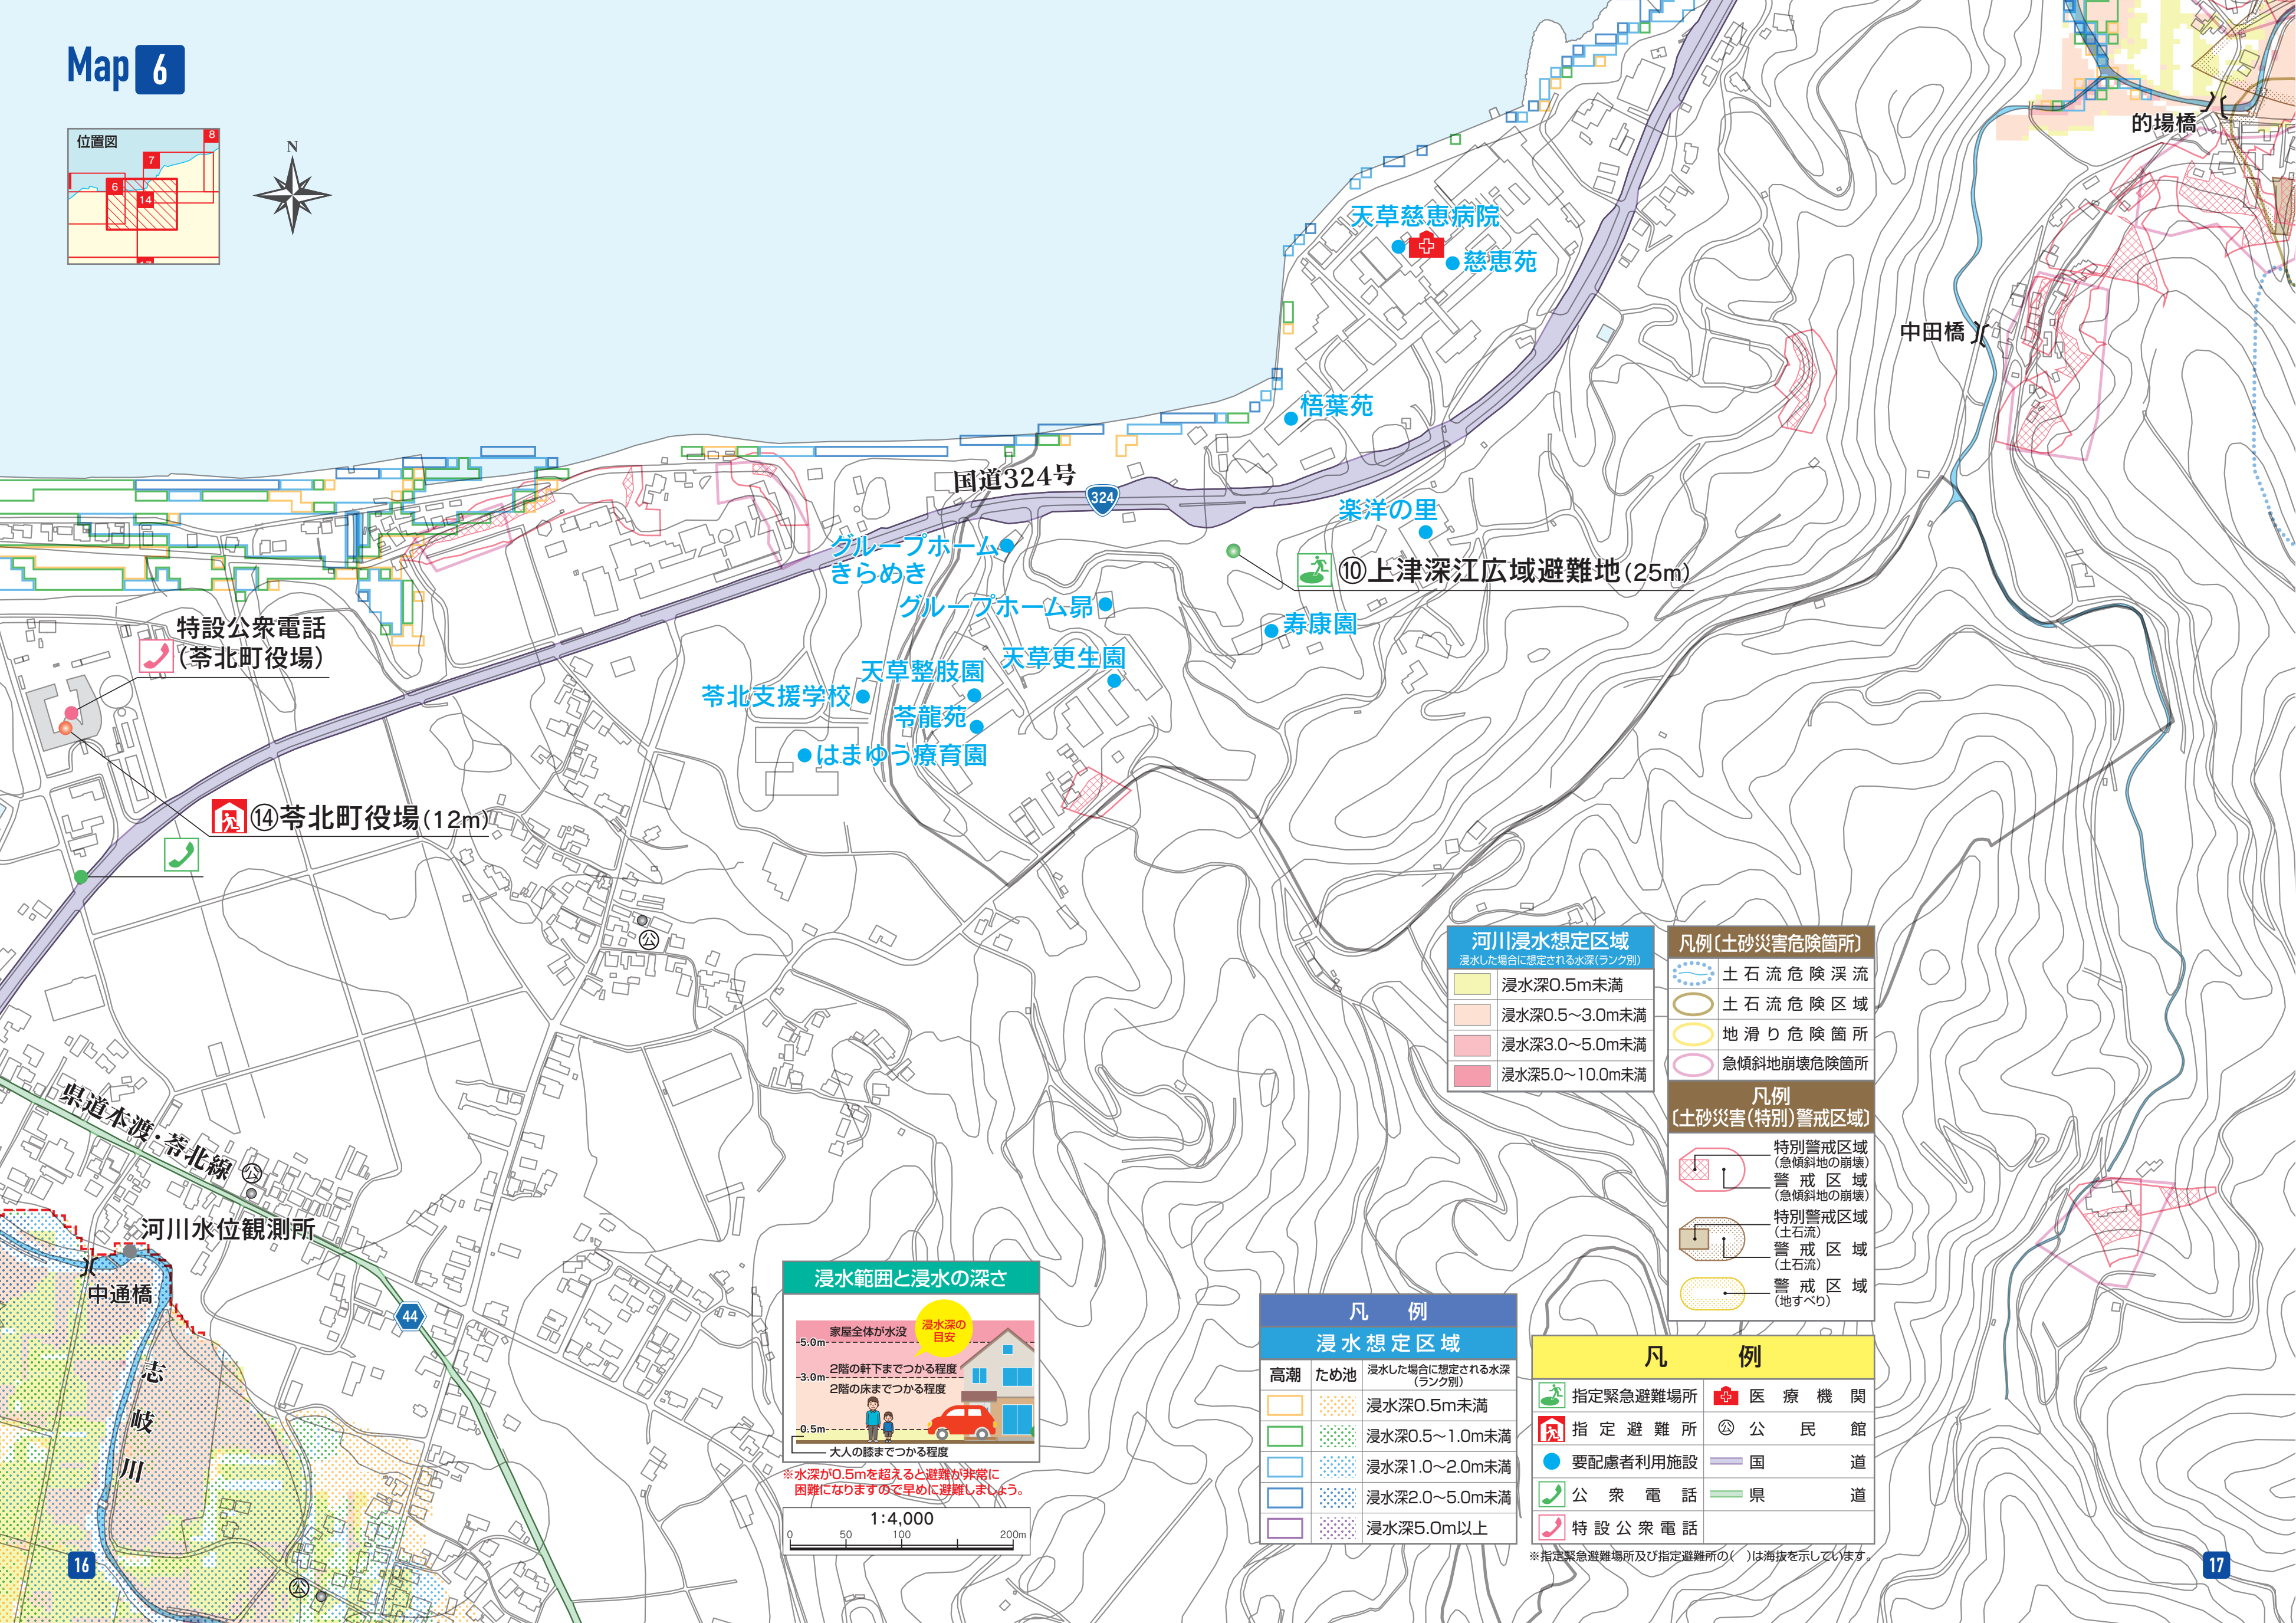 Map 6
位置図
8
7
6
14
N
的場橋
中田橋
天草慈恵病院
慈恵苑
梧葉苑
国道324号
324
楽洋の里
⑩上津深江広域避難地(25m)
グループホーム
きらめき
グループホーム昴
寿康園
天草更生園
天草整肢園
苓北支援学校
苓龍苑
はまゆう療育園
特設公衆電話
(苓北町役場)
⑭苓北町役場(12m)
公
県道本渡・苓北線
公
河川水位観測所
中通橋
44
志岐川
公
16
17
浸水範囲と浸水の深さ
浸水深の
目安
家屋全体が水没
5.0m
2階の軒下までつかる程度
3.0m
2階の床までつかる程度
0.5m
大人の膝までつかる程度
※水深が0.5mを超えると避難が非常に
困難になりますので早めに避難しましょう。
1:4,000
0 50 100 200m
河川浸水想定区域
浸水した場合に想定される水深(ランク別)
浸水深0.5m未満
浸水深0.5〜3.0m未満
浸水深3.0〜5.0m未満
浸水深5.0〜10.0m未満
凡例〔土砂災害危険箇所〕
土石流危険渓流
土石流危険区域
地滑り危険箇所
急傾斜地崩壊危険箇所
凡例
〔土砂災害(特別)警戒区域〕
特別警戒区域
(急傾斜地の崩壊)
警戒区域
(急傾斜地の崩壊)
特別警戒区域
(土石流)
警戒区域
(土石流)
警戒区域
(地すべり)
凡 例
浸水想定区域
高潮 ため池 浸水した場合に想定される水深
(ランク別)
浸水深0.5m未満
浸水深0.5〜1.0m未満
浸水深1.0〜2.0m未満
浸水深2.0〜5.0m未満
浸水深5.0m以上
凡 例
指定緊急避難場所 医療機関
指定避難所 公 公民館
要配慮者利用施設 国道
公衆電話 県道
特設公衆電話
※指定緊急避難場所及び指定避難所の( )は海抜を示しています。